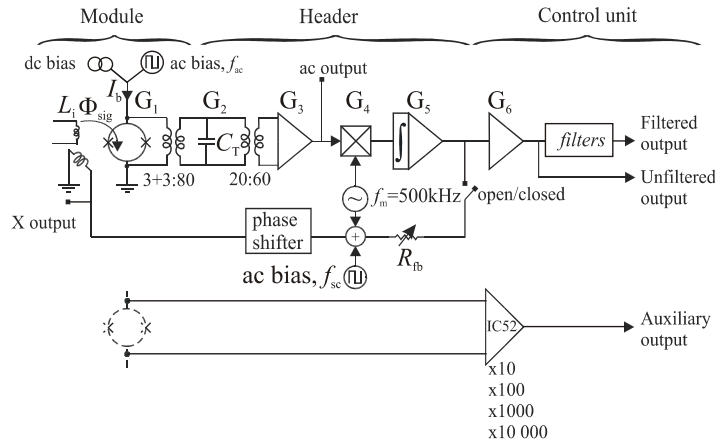 Module Header Control unit
dc bias ac bias, f_ac
I_b
ac output
L_i Φ_sig G_1 G_2 G_3 G_4 G_5 G_6
C_T ∫ filters Filtered output
3+3:80 20:60
Unfiltered output
f_m=500kHz open/closed
X output
phase shifter + R_fb
ac bias, f_sc
IC52 Auxiliary output
x10
x100
x1000
x10 000